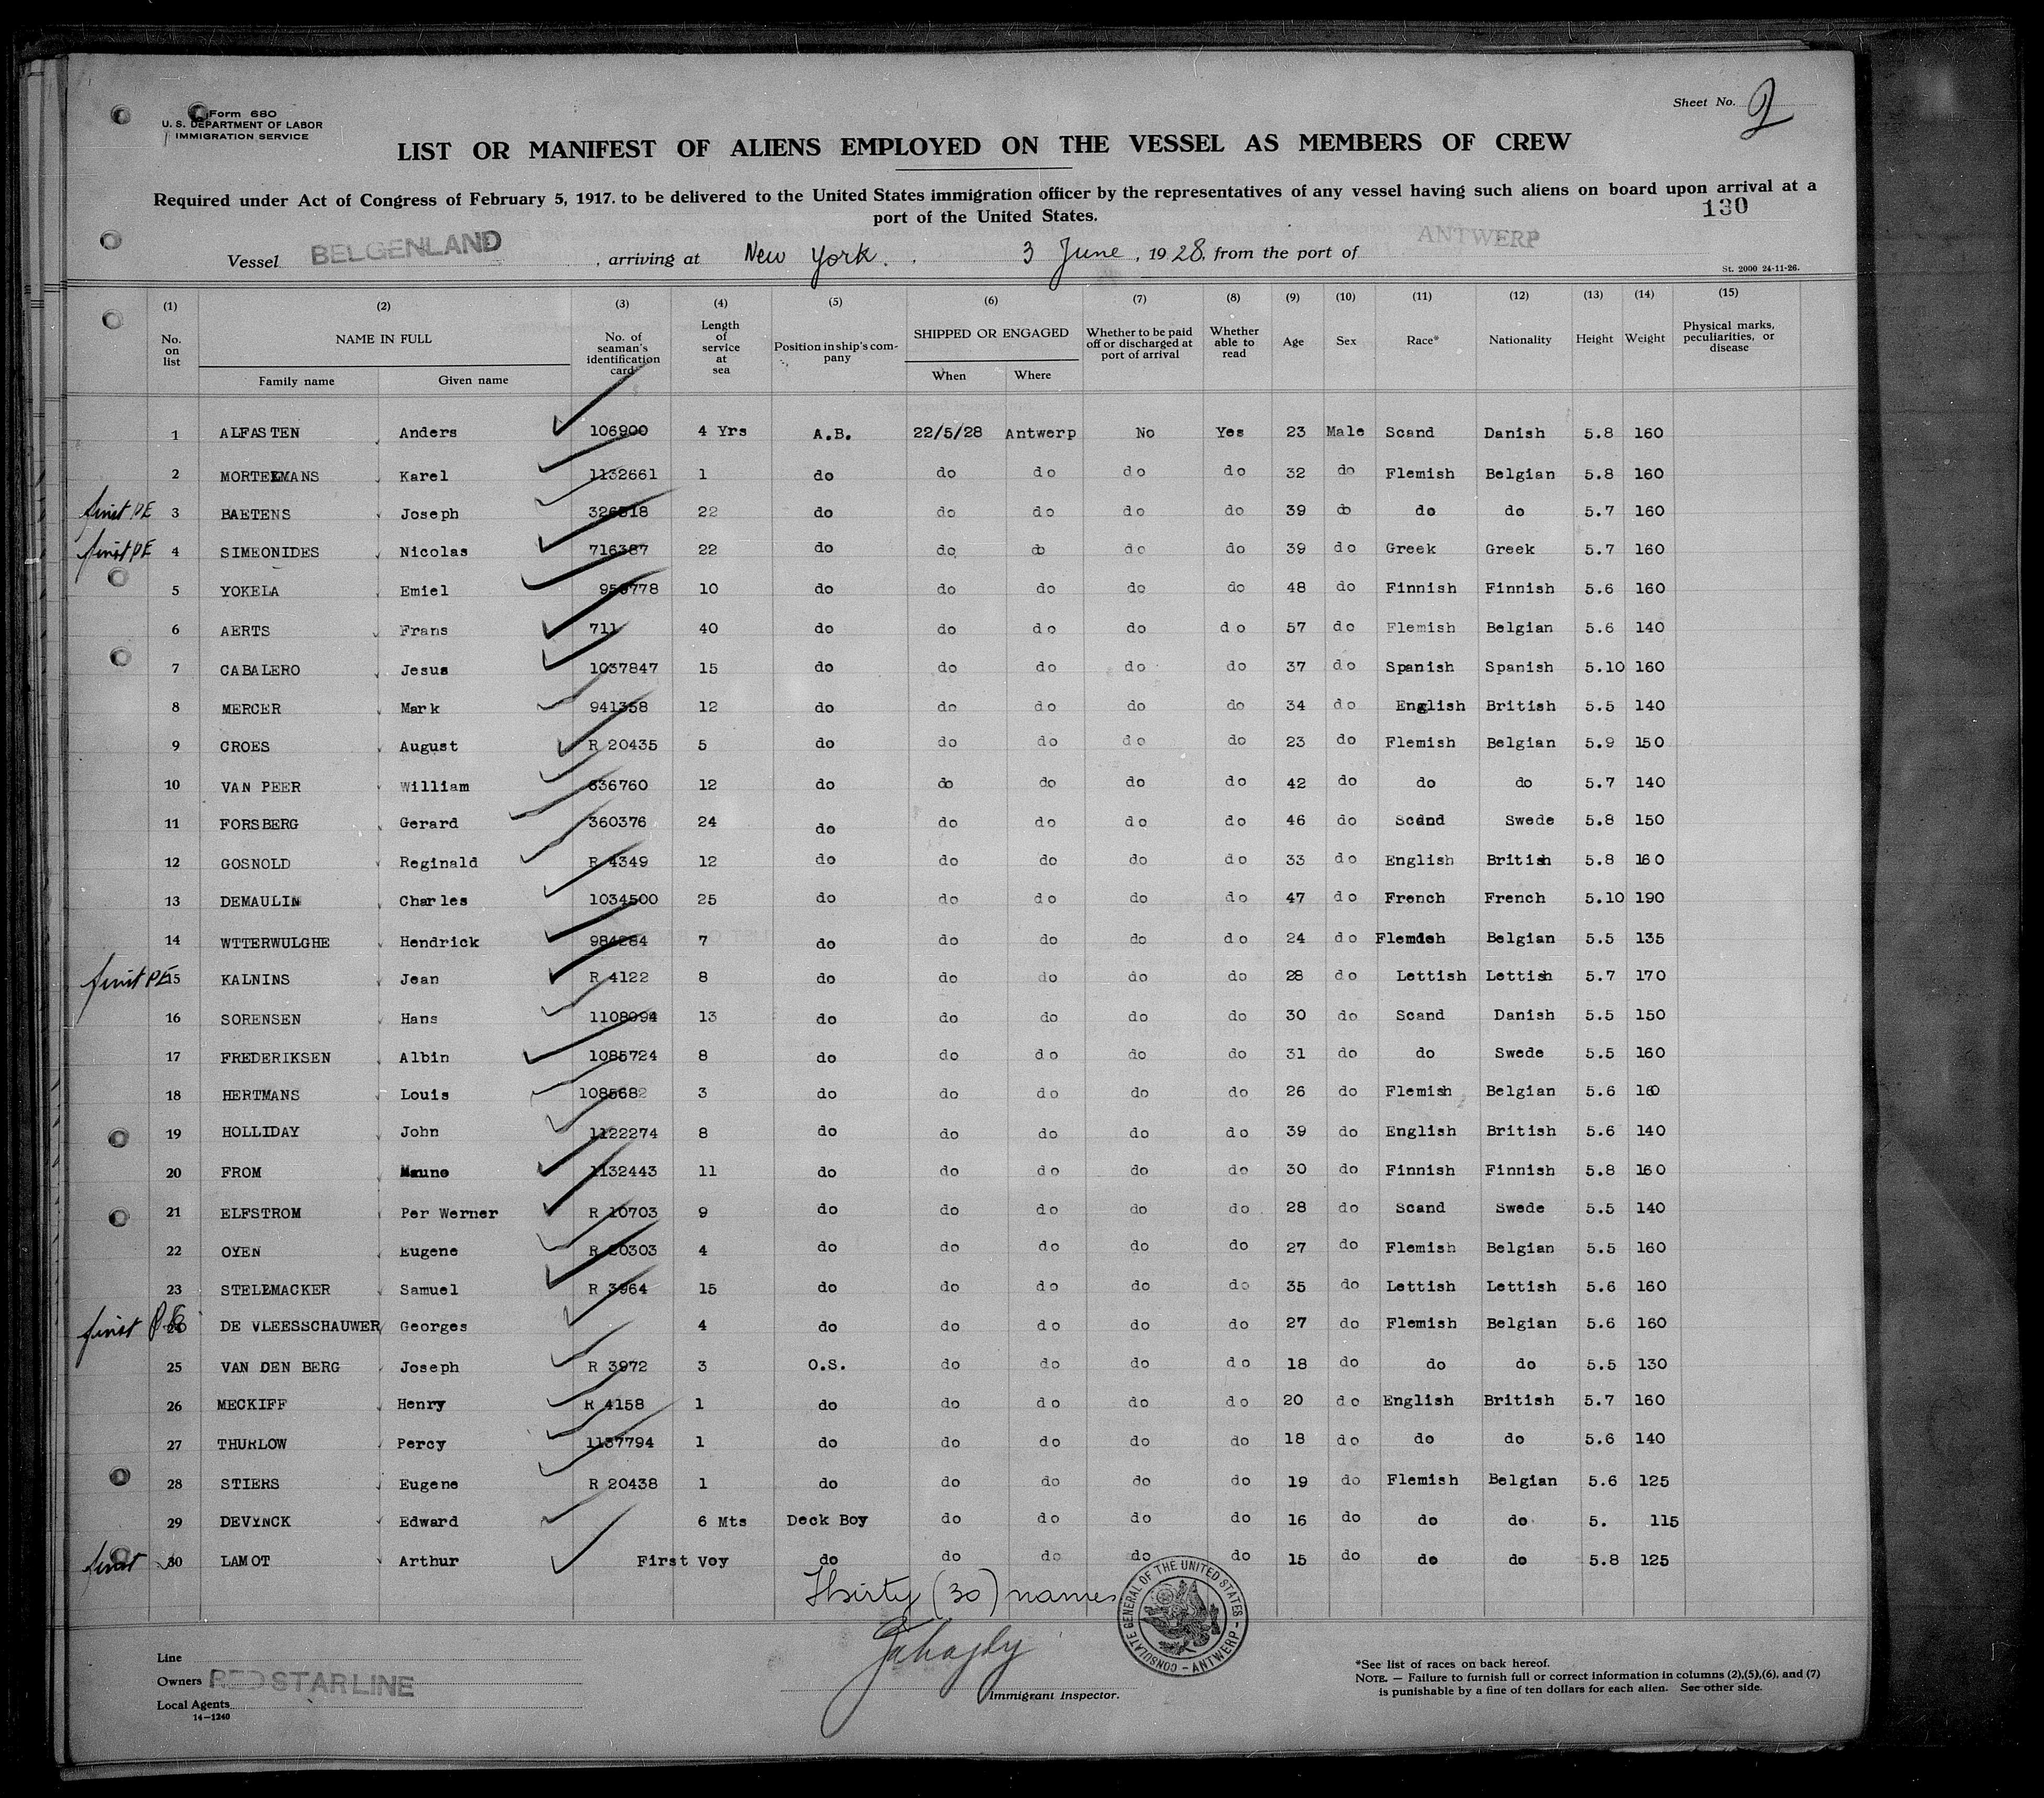 Form 680
U. S. DEPARTMENT OF LABOR
IMMIGRATION SERVICE
Sheet No. 2
LIST OR MANIFEST OF ALIENS EMPLOYED ON THE VESSEL AS MEMBERS OF CREW
Required under Act of Congress of February 5, 1917. to be delivered to the United States immigration officer by the representatives of any vessel having such aliens on board upon arrival at a
port of the United States.
130
Vessel BELGENLAND , arriving at New York. 3 June , 1928, from the port of ANTWERP
St. 2000 24-11-26.
(1) (2) (3) (4) (5) (6) (7) (8) (9) (10) (11) (12) (13) (14) (15)
No. on list NAME IN FULL Family name Given name No. of seaman's identification card Length of service at sea Position in ship's company SHIPPED OR ENGAGED When Where Whether to be paid off or discharged at port of arrival Whether able to read Age Sex Race* Nationality Height Weight Physical marks, peculiarities, or disease
1 ALFASTEN Anders 106900 4 Yrs A.B. 22/5/28 Antwerp No Yes 23 Male Scand Danish 5.8 160
2 MORTELMANS Karel 1132661 1 do do do do do 32 do Flemish Belgian 5.8 160
3 BAETENS Joseph 22 do do do do do 39 do do do 5.7 160
4 SIMEONIDES Nicolas 716387 22 do do do do do 39 do Greek Greek 5.7 160
5 YOKELA Emiel 10 do do do do do 48 do Finnish Finnish 5.6 160
6 AERTS Frans 711 40 do do do do do 57 do Flemish Belgian 5.6 140
7 CABALERO Jesus 1037847 15 do do do do do 37 do Spanish Spanish 5.10 160
8 MERCER Mark 941358 12 do do do do do 34 do English British 5.5 140
9 CROES August R 20435 5 do do do do do 23 do Flemish Belgian 5.9 150
10 VAN PEER William 636760 12 do do do do do 42 do do do 5.7 140
11 FORSBERG Gerard 360376 24 do do do do do 46 do Scand Swede 5.8 150
12 GOSNOLD Reginald R 4349 12 do do do do do 33 do English British 5.8 160
13 DEMAULIN Charles 1034500 25 do do do do do 47 do French French 5.10 190
14 WTTERWULGHE Hendrick 984284 7 do do do do do 24 do Flemish Belgian 5.5 135
15 KALNINS Jean R 4122 8 do do do do do 28 do Lettish Lettish 5.7 170
16 SORENSEN Hans 1108094 13 do do do do do 30 do Scand Danish 5.5 150
17 FREDERIKSEN Albin 1085724 8 do do do do do 31 do do Swede 5.5 160
18 HERTMANS Louis 1085682 3 do do do do do 26 do Flemish Belgian 5.6 160
19 HOLLIDAY John 1122274 8 do do do do do 39 do English British 5.6 140
20 FROM Maune 1132443 11 do do do do do 30 do Finnish Finnish 5.8 160
21 ELFSTROM Per Werner R 10703 9 do do do do do 28 do Scand Swede 5.5 140
22 OYEN Eugene R 20303 4 do do do do do 27 do Flemish Belgian 5.5 160
23 STELLMACKER Samuel R 3964 15 do do do do do 35 do Lettish Lettish 5.6 160
24 DE VLEESSCHAUWER Georges 4 do do do do do 27 do Flemish Belgian 5.6 160
25 VAN DEN BERG Joseph R 3972 3 O.S. do do do do 18 do do do 5.5 130
26 MECKIFF Henry R 4158 1 do do do do do 20 do English British 5.7 160
27 THURLOW Percy 1137794 1 do do do do do 18 do do do 5.6 140
28 STIERS Eugene R 20438 1 do do do do do 19 do Flemish Belgian 5.6 125
29 DEVYNCK Edward 6 Mts Deck Boy do do do do 16 do do do 5. 115
30 LAMOT Arthur First Voy do do do do do 15 do do do 5.8 125
Thirty (30) names
CONSULATE GENERAL OF THE UNITED STATES - ANTWERP -
Line
Owners RED STAR LINE
Local Agents
14-1240
Immigrant Inspector.
*See list of races on back hereof.
NOTE. — Failure to furnish full or correct information in columns (2),(5),(6), and (7)
is punishable by a fine of ten dollars for each alien. See other side.